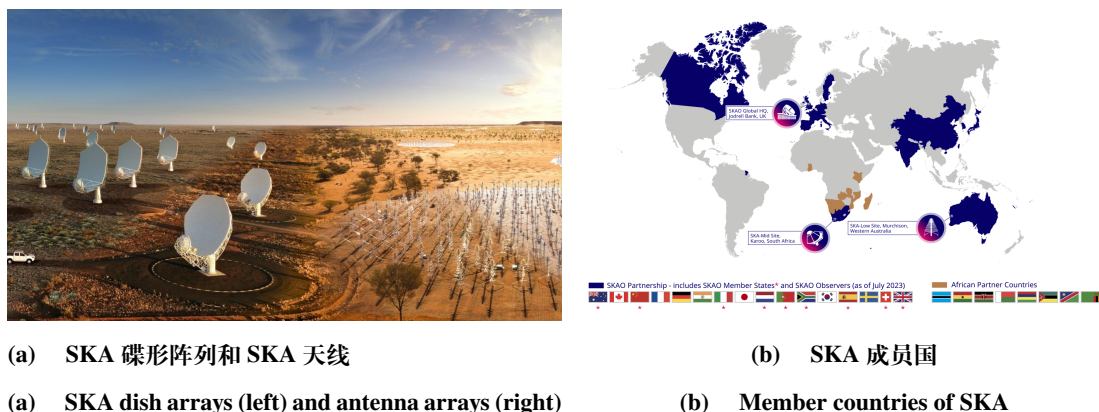 SKAO Global HQ,
Jodrell Bank, UK
SKA-Mid Site,
Karoo, South Africa
SKA-Low Site, Murchison,
Western Australia
SKAO Partnership - includes SKAO Member States* and SKAO Observers (as of July 2023)
African Partner Countries
(a) SKA 碟形阵列和 SKA 天线
(b) SKA 成员国
(a) SKA dish arrays (left) and antenna arrays (right)
(b) Member countries of SKA